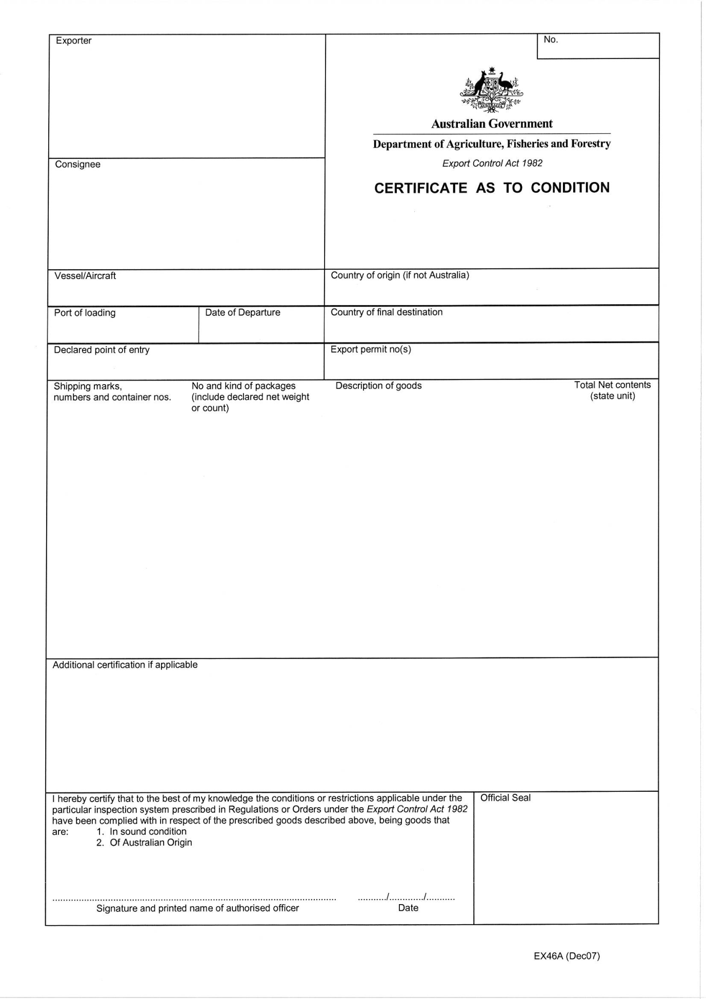 Exporter
No.
AUSTRALIA
Australian Government
Department of Agriculture, Fisheries and Forestry
Export Control Act 1982
CERTIFICATE AS TO CONDITION
Consignee
Vessel/Aircraft
Country of origin (if not Australia)
Port of loading
Date of Departure
Country of final destination
Declared point of entry
Export permit no(s)
Shipping marks,
numbers and container nos.
No and kind of packages
(include declared net weight
or count)
Description of goods
Total Net contents
(state unit)
Additional certification if applicable
I hereby certify that to the best of my knowledge the conditions or restrictions applicable under the
particular inspection system prescribed in Regulations or Orders under the Export Control Act 1982
have been complied with in respect of the prescribed goods described above, being goods that
are: 1. In sound condition
2. Of Australian Origin
Official Seal
............/............./...........
Signature and printed name of authorised officer
Date
EX46A (Dec07)